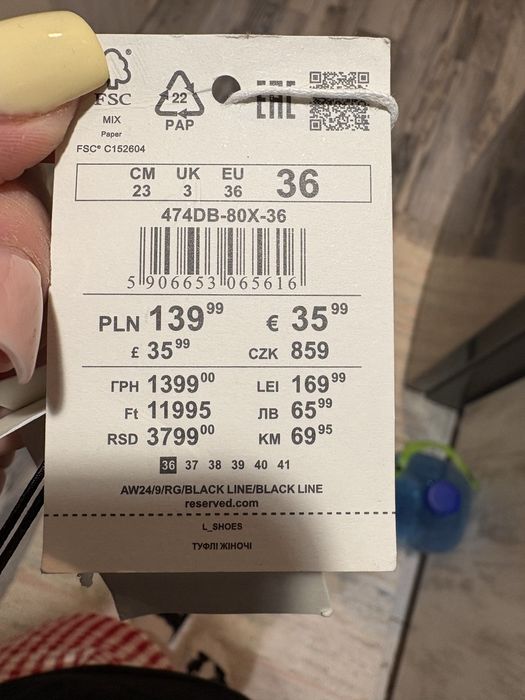 FSC
MIX
Paper
FSC® C152604
22
PAP
EAC
CM UK EU
23 3 36 36
474DB-80X-36
5 906653 065616
PLN 139 99 € 35 99
£ 35 99 CZK 859
ГРН 1399 00 LEI 169 99
Ft 11995 ЛВ 65 99
RSD 3799 00 KM 69 95
36 37 38 39 40 41
AW24/9/RG/BLACK LINE/BLACK LINE
reserved.com
L_SHOES
ТУФЛІ ЖІНОЧІ